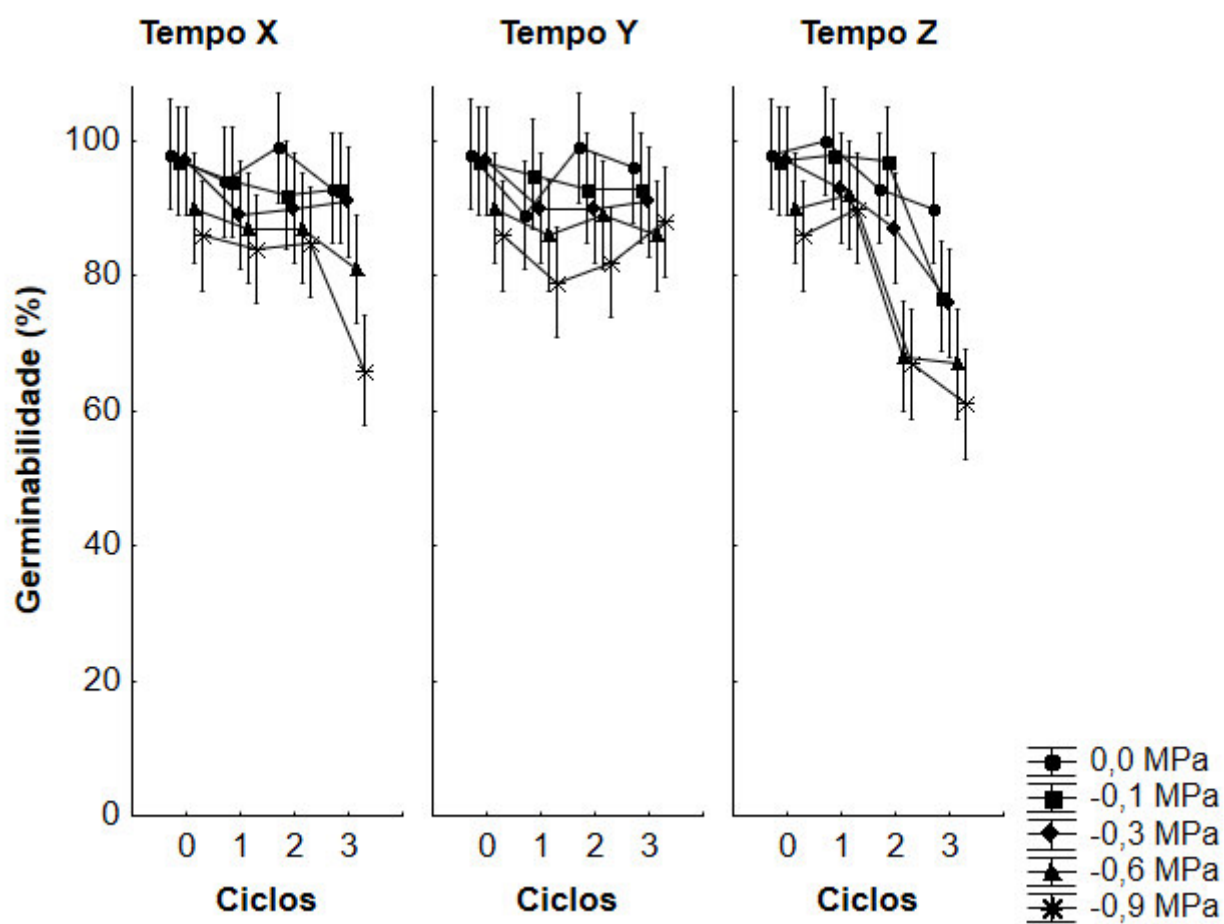 Tempo X Tempo Y Tempo Z
Germinabilidade (%)
100
80
60
40
20
0
0 1 2 3 0 1 2 3 0 1 2 3
Ciclos Ciclos Ciclos
0,0 MPa
-0,1 MPa
-0,3 MPa
-0,6 MPa
-0,9 MPa